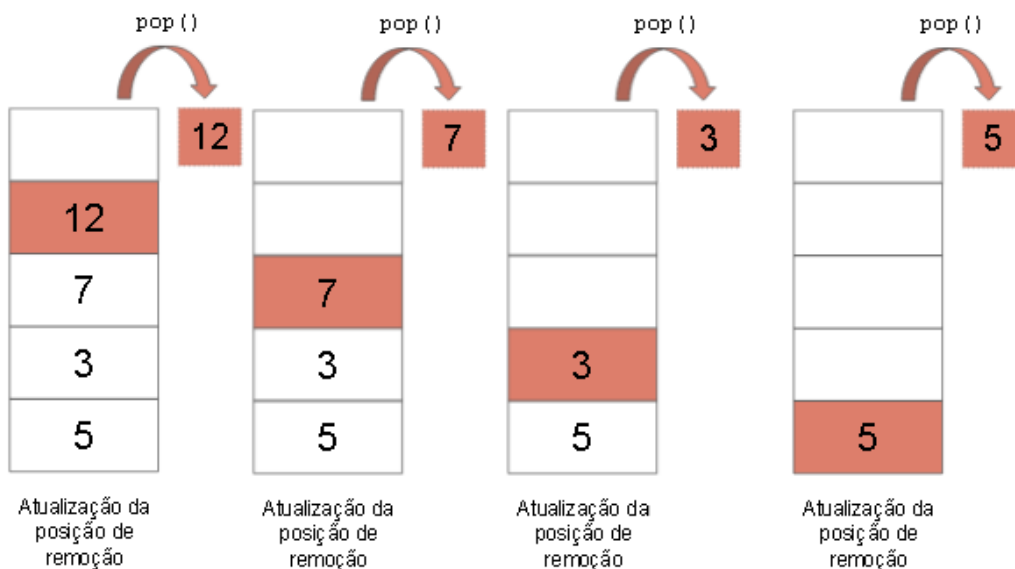 pop()
pop()
pop()
pop()
12
7
3
5
12
7
3
5
7
3
5
3
5
5
Atualização da
posição de
remoção
Atualização da
posição de
remoção
Atualização da
posição de
remoção
Atualização da
posição de
remoção